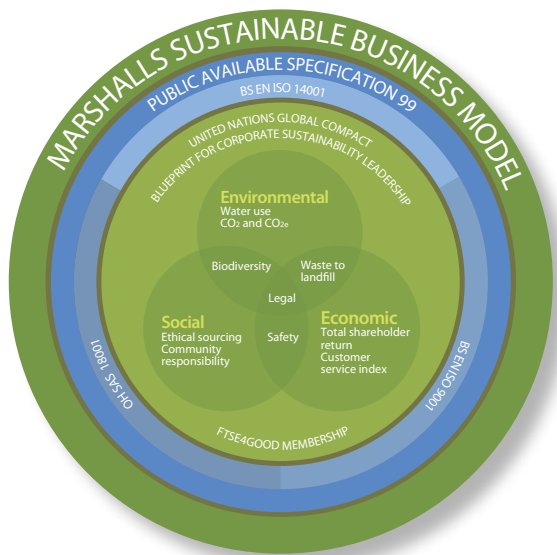 MARSHALLS SUSTAINABLE BUSINESS MODEL
PUBLIC AVAILABLE SPECIFICATION 99
BS EN ISO 14001
UNITED NATIONS GLOBAL COMPACT
BLUEPRINT FOR CORPORATE SUSTAINABILITY LEADERSHIP
Environmental
Water use
CO₂ and CO₂e
Biodiversity
Waste to
landfill
Legal
Social
Ethical sourcing
Community
responsibility
Safety
Economic
Total shareholder
return
Customer
service index
OH SAS 18001
BS EN ISO 9001
FTSE4GOOD MEMBERSHIP